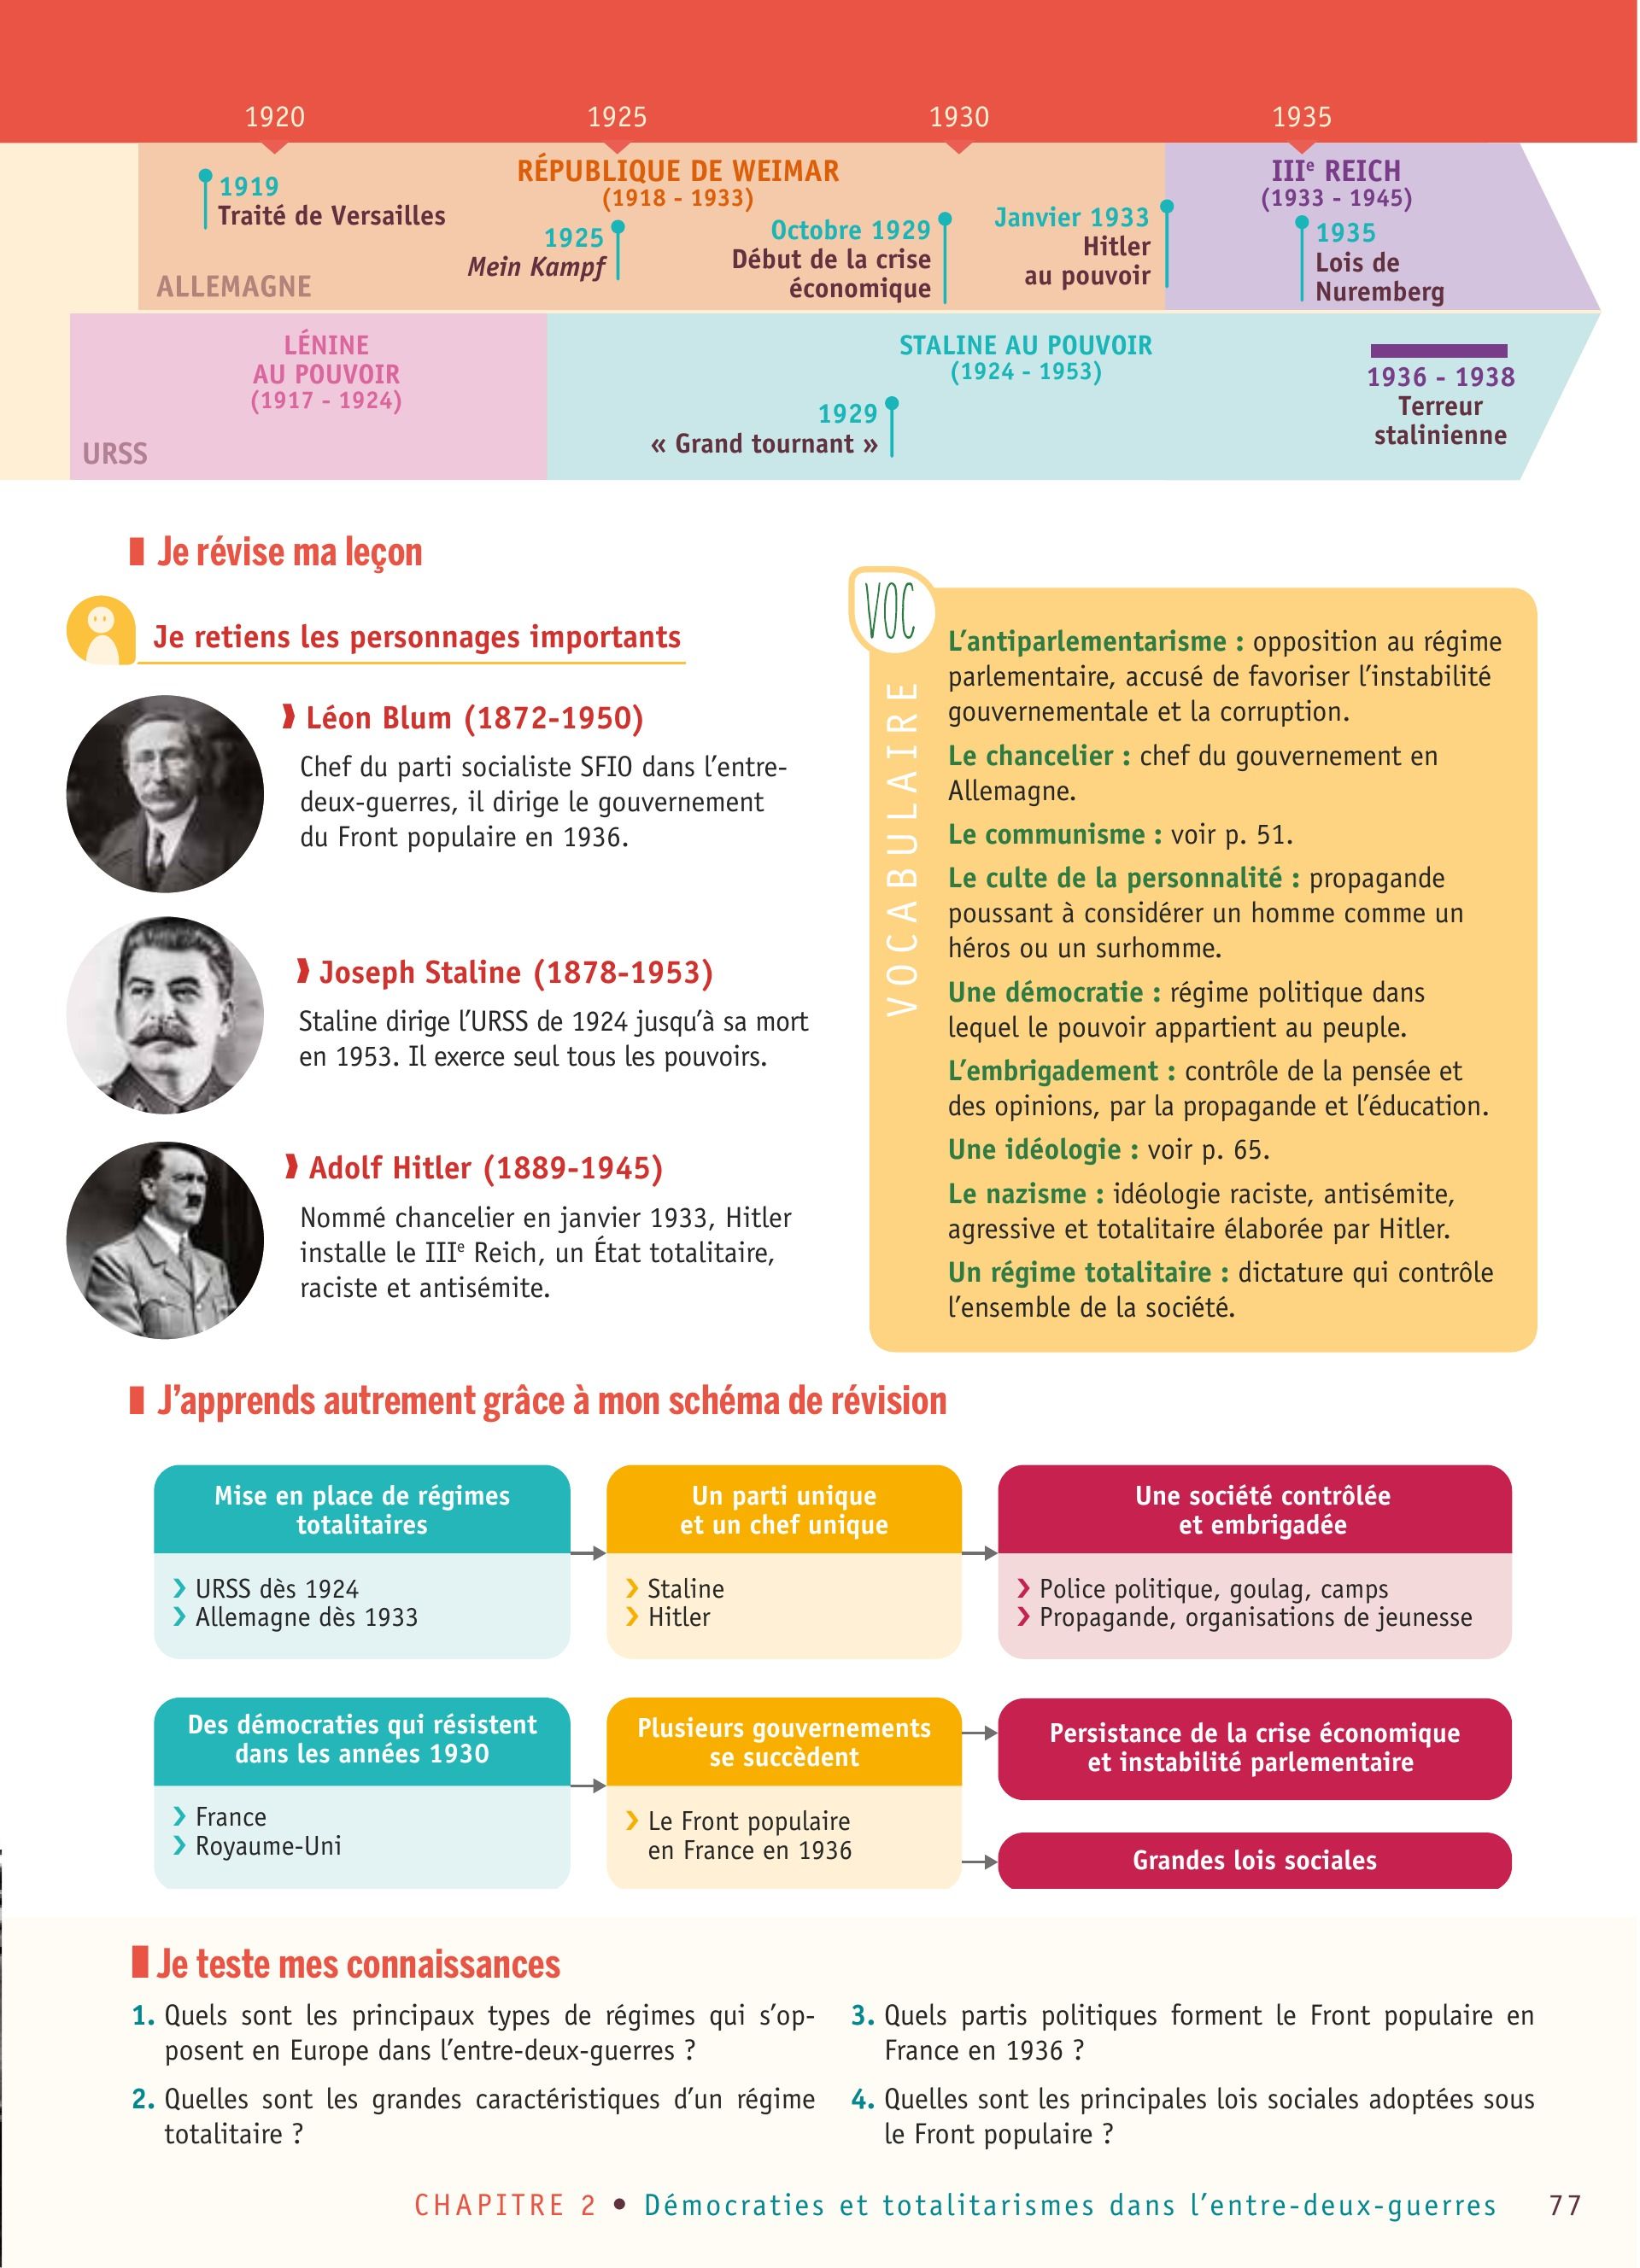 1920
1925
1930
1935
RÉPUBLIQUE DE WEIMAR
(1918 - 1933)
IIIe REICH
(1933 - 1945)
1919
Traité de Versailles
1925
Mein Kampf
Octobre 1929
Début de la crise
économique
Janvier 1933
Hitler
au pouvoir
1935
Lois de
Nuremberg
ALLEMAGNE
LÉNINE
AU POUVOIR
(1917 - 1924)
STALINE AU POUVOIR
(1924 - 1953)
1929
« Grand tournant »
1936 - 1938
Terreur
stalinienne
URSS
Je révise ma leçon
Je retiens les personnages importants
Léon Blum (1872-1950)
Chef du parti socialiste SFIO dans l'entre-
deux-guerres, il dirige le gouvernement
du Front populaire en 1936.
Joseph Staline (1878-1953)
Staline dirige l'URSS de 1924 jusqu'à sa mort
en 1953. Il exerce seul tous les pouvoirs.
Adolf Hitler (1889-1945)
Nommé chancelier en janvier 1933, Hitler
installe le IIIe Reich, un État totalitaire,
raciste et antisémite.
VOC
VOCABULAIRE
L'antiparlementarisme : opposition au régime
parlementaire, accusé de favoriser l'instabilité
gouvernementale et la corruption.
Le chancelier : chef du gouvernement en
Allemagne.
Le communisme : voir p. 51.
Le culte de la personnalité : propagande
poussant à considérer un homme comme un
héros ou un surhomme.
Une démocratie : régime politique dans
lequel le pouvoir appartient au peuple.
L'embrigadement : contrôle de la pensée et
des opinions, par la propagande et l'éducation.
Une idéologie : voir p. 65.
Le nazisme : idéologie raciste, antisémite,
agressive et totalitaire élaborée par Hitler.
Un régime totalitaire : dictature qui contrôle
l'ensemble de la société.
J'apprends autrement grâce à mon schéma de révision
Mise en place de régimes
totalitaires
URSS dès 1924
Allemagne dès 1933
Un parti unique
et un chef unique
Staline
Hitler
Une société contrôlée
et embrigadée
Police politique, goulag, camps
Propagande, organisations de jeunesse
Des démocraties qui résistent
dans les années 1930
France
Royaume-Uni
Plusieurs gouvernements
se succèdent
Le Front populaire
en France en 1936
Persistance de la crise économique
et instabilité parlementaire
Grandes lois sociales
Je teste mes connaissances
1. Quels sont les principaux types de régimes qui s'op-
posent en Europe dans l'entre-deux-guerres ?
2. Quelles sont les grandes caractéristiques d'un régime
totalitaire ?
3. Quels partis politiques forment le Front populaire en
France en 1936 ?
4. Quelles sont les principales lois sociales adoptées sous
le Front populaire ?
CHAPITRE 2 • Démocraties et totalitarismes dans l'entre-deux-guerres 77